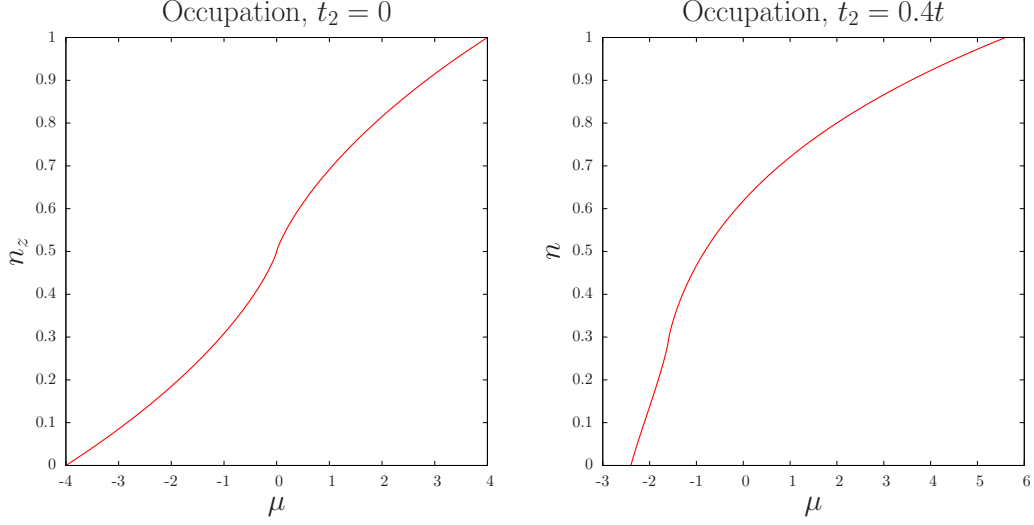 Occupation, t₂ = 0
1
0.9
0.8
0.7
0.6
0.5
0.4
0.3
0.2
0.1
0
n_z
-4 -3 -2 -1 0 1 2 3 4
μ
Occupation, t₂ = 0.4t
1
0.9
0.8
0.7
0.6
0.5
0.4
0.3
0.2
0.1
0
n
-3 -2 -1 0 1 2 3 4 5 6
μ